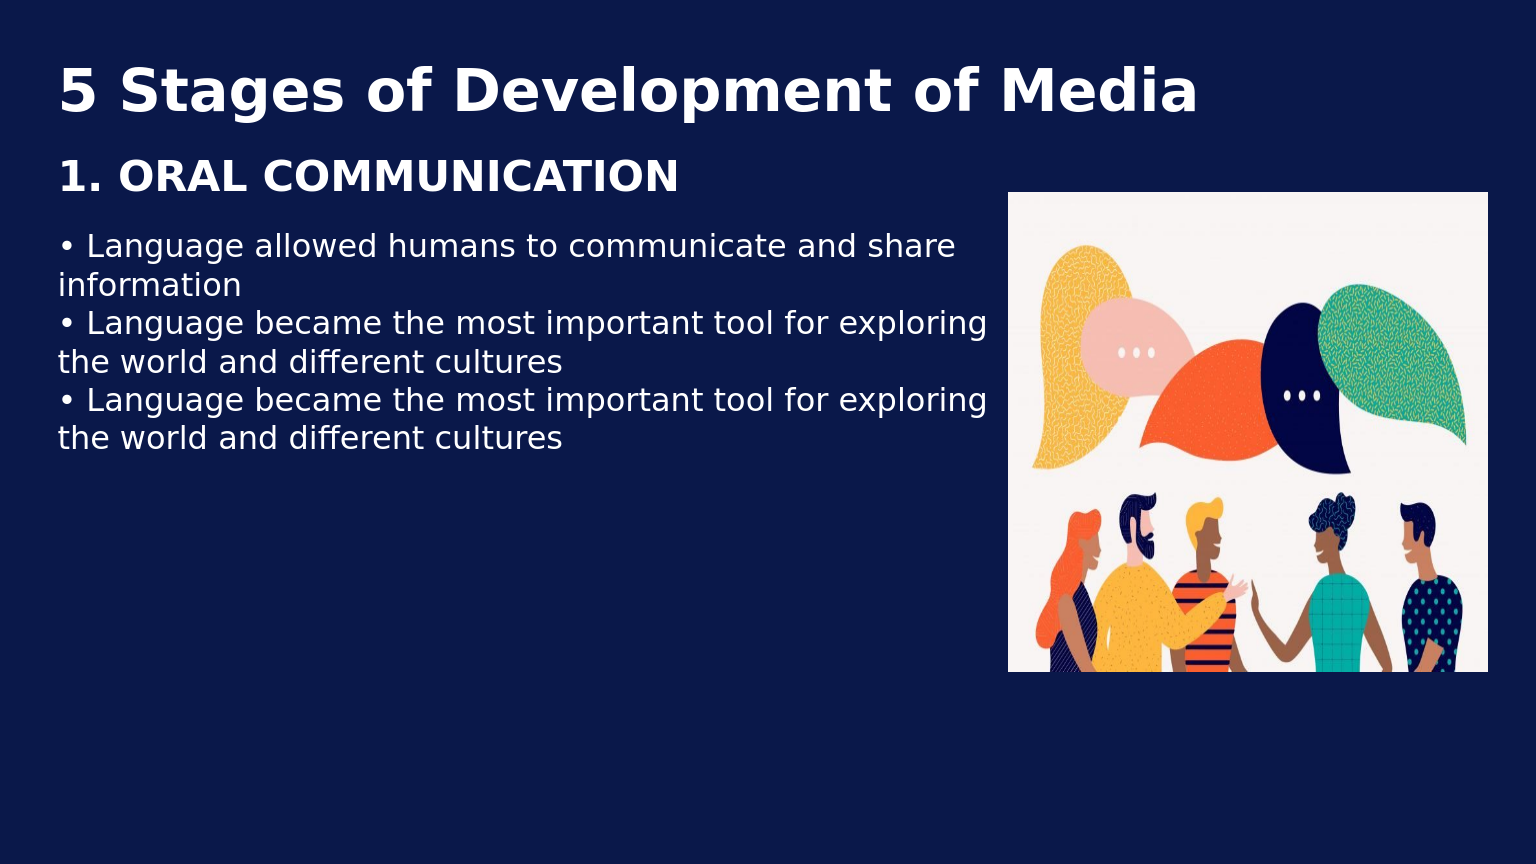 5 Stages of Development of Media
1. ORAL COMMUNICATION
• Language allowed humans to communicate and share
information
• Language became the most important tool for exploring
the world and different cultures
• Language became the most important tool for exploring
the world and different cultures